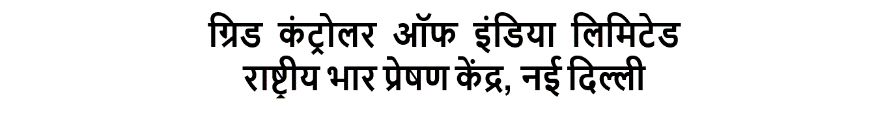 ग्रिड कंट्रोलर ऑफ इंडिया लिमिटेड
राष्ट्रीय भार प्रेषण केंद्र, नई दिल्ली